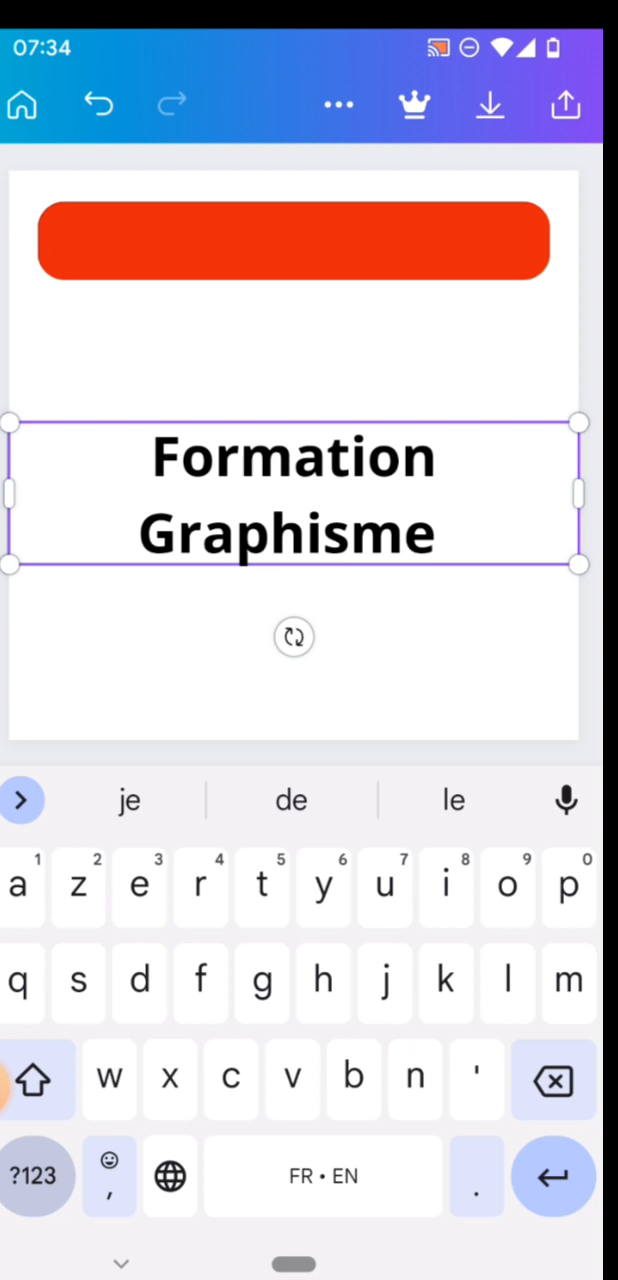 07:34
Formation
Graphisme
je de le
1 2 3 4 5 6 7 8 9 0
a z e r t y u i o p
q s d f g h j k l m
w x c v b n '
?123 , FR • EN .